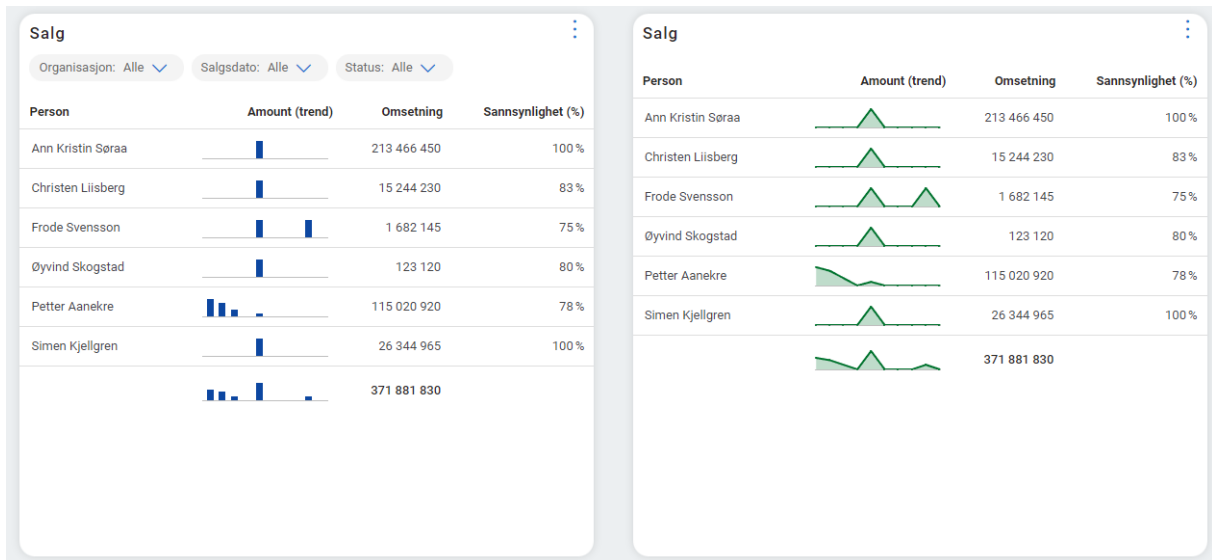 Salg
Organisasjon: Alle Salgsdato: Alle Status: Alle
Person Amount (trend) Omsetning Sannsynlighet (%)
Ann Kristin Søraa 213 466 450 100 %
Christen Liisberg 15 244 230 83 %
Frode Svensson 1 682 145 75 %
Øyvind Skogstad 123 120 80 %
Petter Aanekre 115 020 920 78 %
Simen Kjellgren 26 344 965 100 %
371 881 830
Salg
Person Amount (trend) Omsetning Sannsynlighet (%)
Ann Kristin Søraa 213 466 450 100 %
Christen Liisberg 15 244 230 83 %
Frode Svensson 1 682 145 75 %
Øyvind Skogstad 123 120 80 %
Petter Aanekre 115 020 920 78 %
Simen Kjellgren 26 344 965 100 %
371 881 830